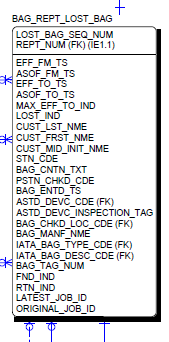 BAG_REPT_LOST_BAG
LOST_BAG_SEQ_NUM
REPT_NUM (FK) (IE1.1)
EFF_FM_TS
ASOF_FM_TS
EFF_TO_TS
ASOF_TO_TS
MAX_EFF_TO_IND
LOST_IND
CUST_LST_NME
CUST_FRST_NME
CUST_MID_INIT_NME
STN_CDE
BAG_CNTN_TXT
PSTN_CHKD_CDE
BAG_ENTD_TS
ASTD_DEVC_CDE (FK)
ASTD_DEVC_INSPECTION_TAG
BAG_CHKD_LOC_CDE (FK)
BAG_MANF_NME
IATA_BAG_TYPE_CDE (FK)
IATA_BAG_DESC_CDE (FK)
BAG_TAG_NUM
FND_IND
RTN_IND
LATEST_JOB_ID
ORIGINAL_JOB_ID